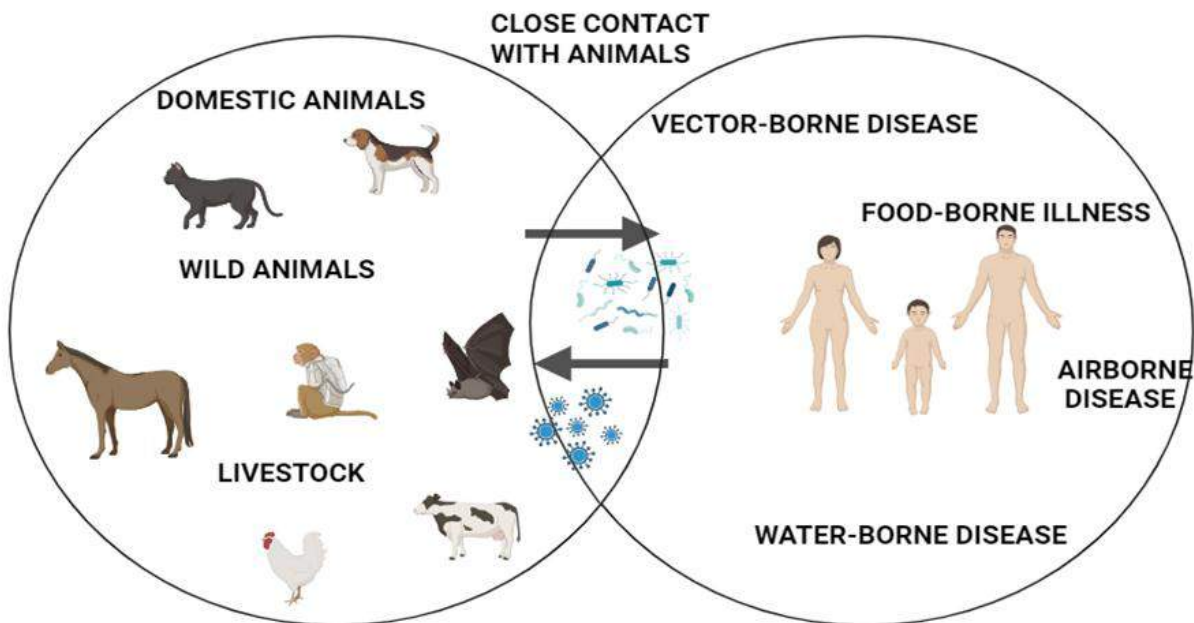 CLOSE CONTACT
WITH ANIMALS
DOMESTIC ANIMALS
WILD ANIMALS
LIVESTOCK
VECTOR-BORNE DISEASE
FOOD-BORNE ILLNESS
AIRBORNE
DISEASE
WATER-BORNE DISEASE